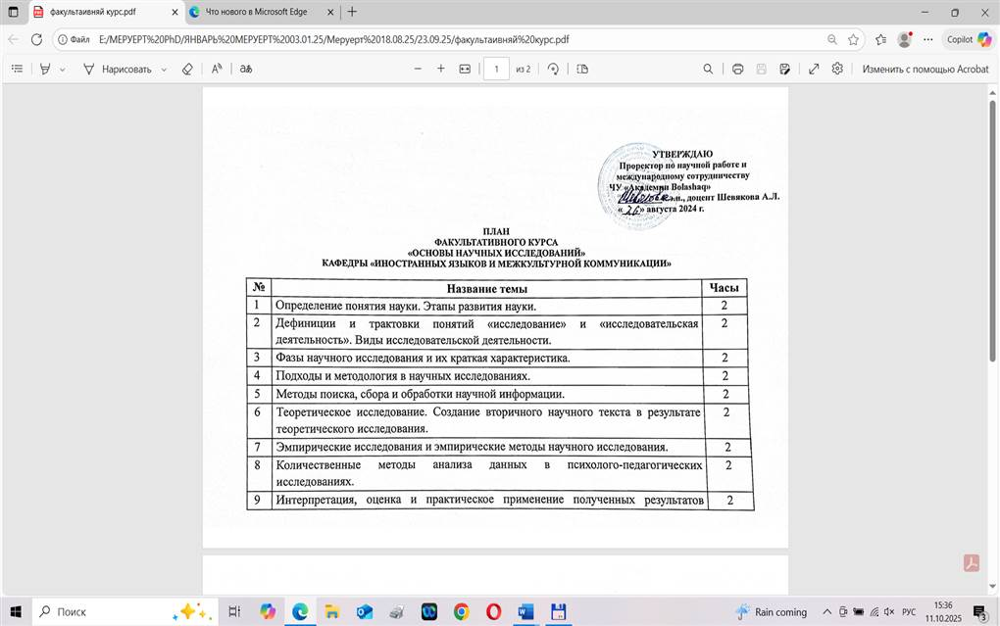 факультаивняй курс.pdf
Что нового в Microsoft Edge
Файл
E:/МЕРУЕРТ%20PhD/ЯНВАРЬ%20МЕРУЕРТ%2003.01.25/Меруерт%2018.08.25/23.09.25/факультаивняй%20курс.pdf
Copilot
Нарисовать
1 из 2
Изменить с помощью Acrobat
УТВЕРЖДАЮ
Проректор по научной работе и
международному сотрудничеству
ЧУ «Академия Bolashaq»
доцент Шевякова А.Л.
«26» августа 2024 г.
ПЛАН
ФАКУЛЬТАТИВНОГО КУРСА
«ОСНОВЫ НАУЧНЫХ ИССЛЕДОВАНИЙ»
КАФЕДРЫ «ИНОСТРАННЫХ ЯЗЫКОВ И МЕЖКУЛЬТУРНОЙ КОММУНИКАЦИИ»
№ Название темы Часы
1 Определение понятия науки. Этапы развития науки. 2
2 Дефиниции и трактовки понятий «исследование» и «исследовательская 2
деятельность». Виды исследовательской деятельности.
3 Фазы научного исследования и их краткая характеристика. 2
4 Подходы и методология в научных исследованиях. 2
5 Методы поиска, сбора и обработки научной информации. 2
6 Теоретическое исследование. Создание вторичного научного текста в результате 2
теоретического исследования.
7 Эмпирические исследования и эмпирические методы научного исследования. 2
8 Количественные методы анализа данных в психолого-педагогических 2
исследованиях.
9 Интерпретация, оценка и практическое применение полученных результатов 2
Поиск
Rain coming
РУС
15:36
11.10.2025
3